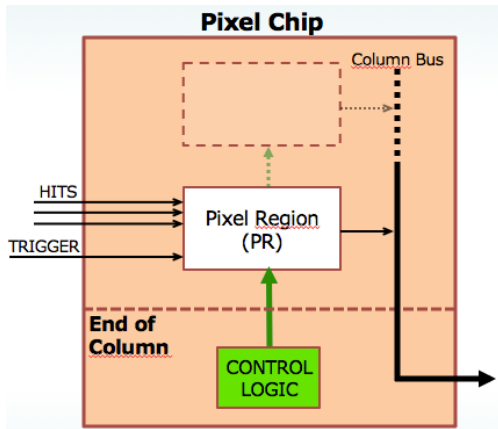 Pixel Chip
Column Bus
HITS
Pixel Region
(PR)
TRIGGER
End of
Column
CONTROL
LOGIC